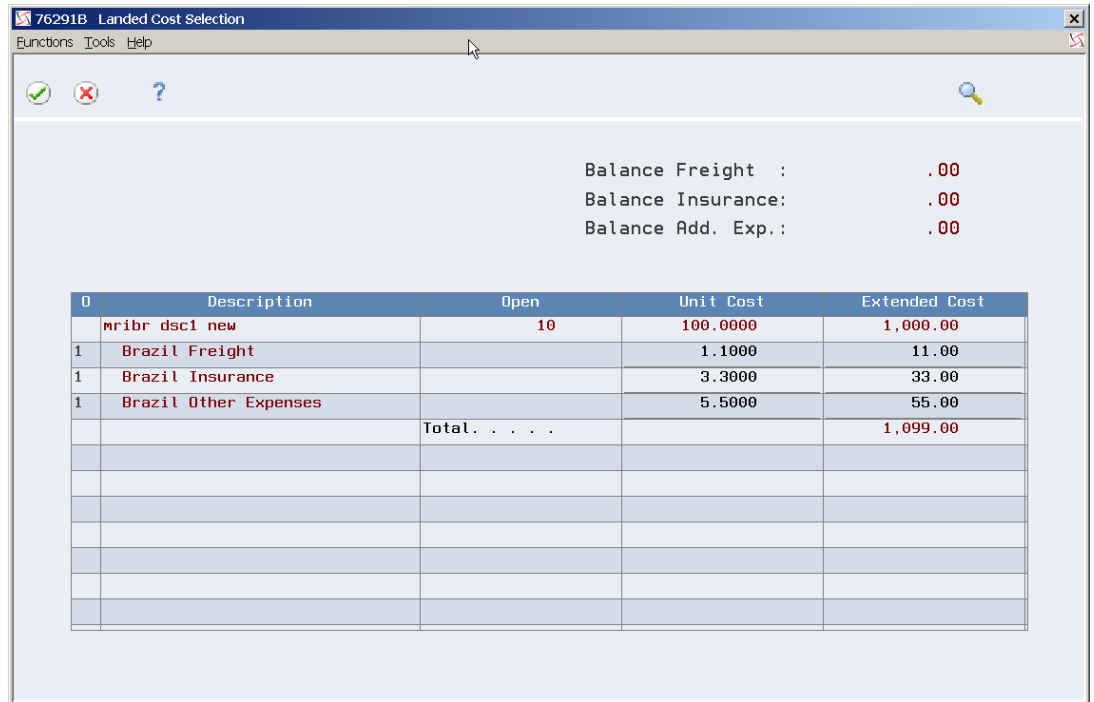 76291B Landed Cost Selection
Functions Tools Help
?
Balance Freight : .00
Balance Insurance: .00
Balance Add. Exp.: .00
O Description Open Unit Cost Extended Cost
mribr dsc1 new 10 100.0000 1,000.00
1 Brazil Freight 1.1000 11.00
1 Brazil Insurance 3.3000 33.00
1 Brazil Other Expenses 5.5000 55.00
Total. . . . . 1,099.00